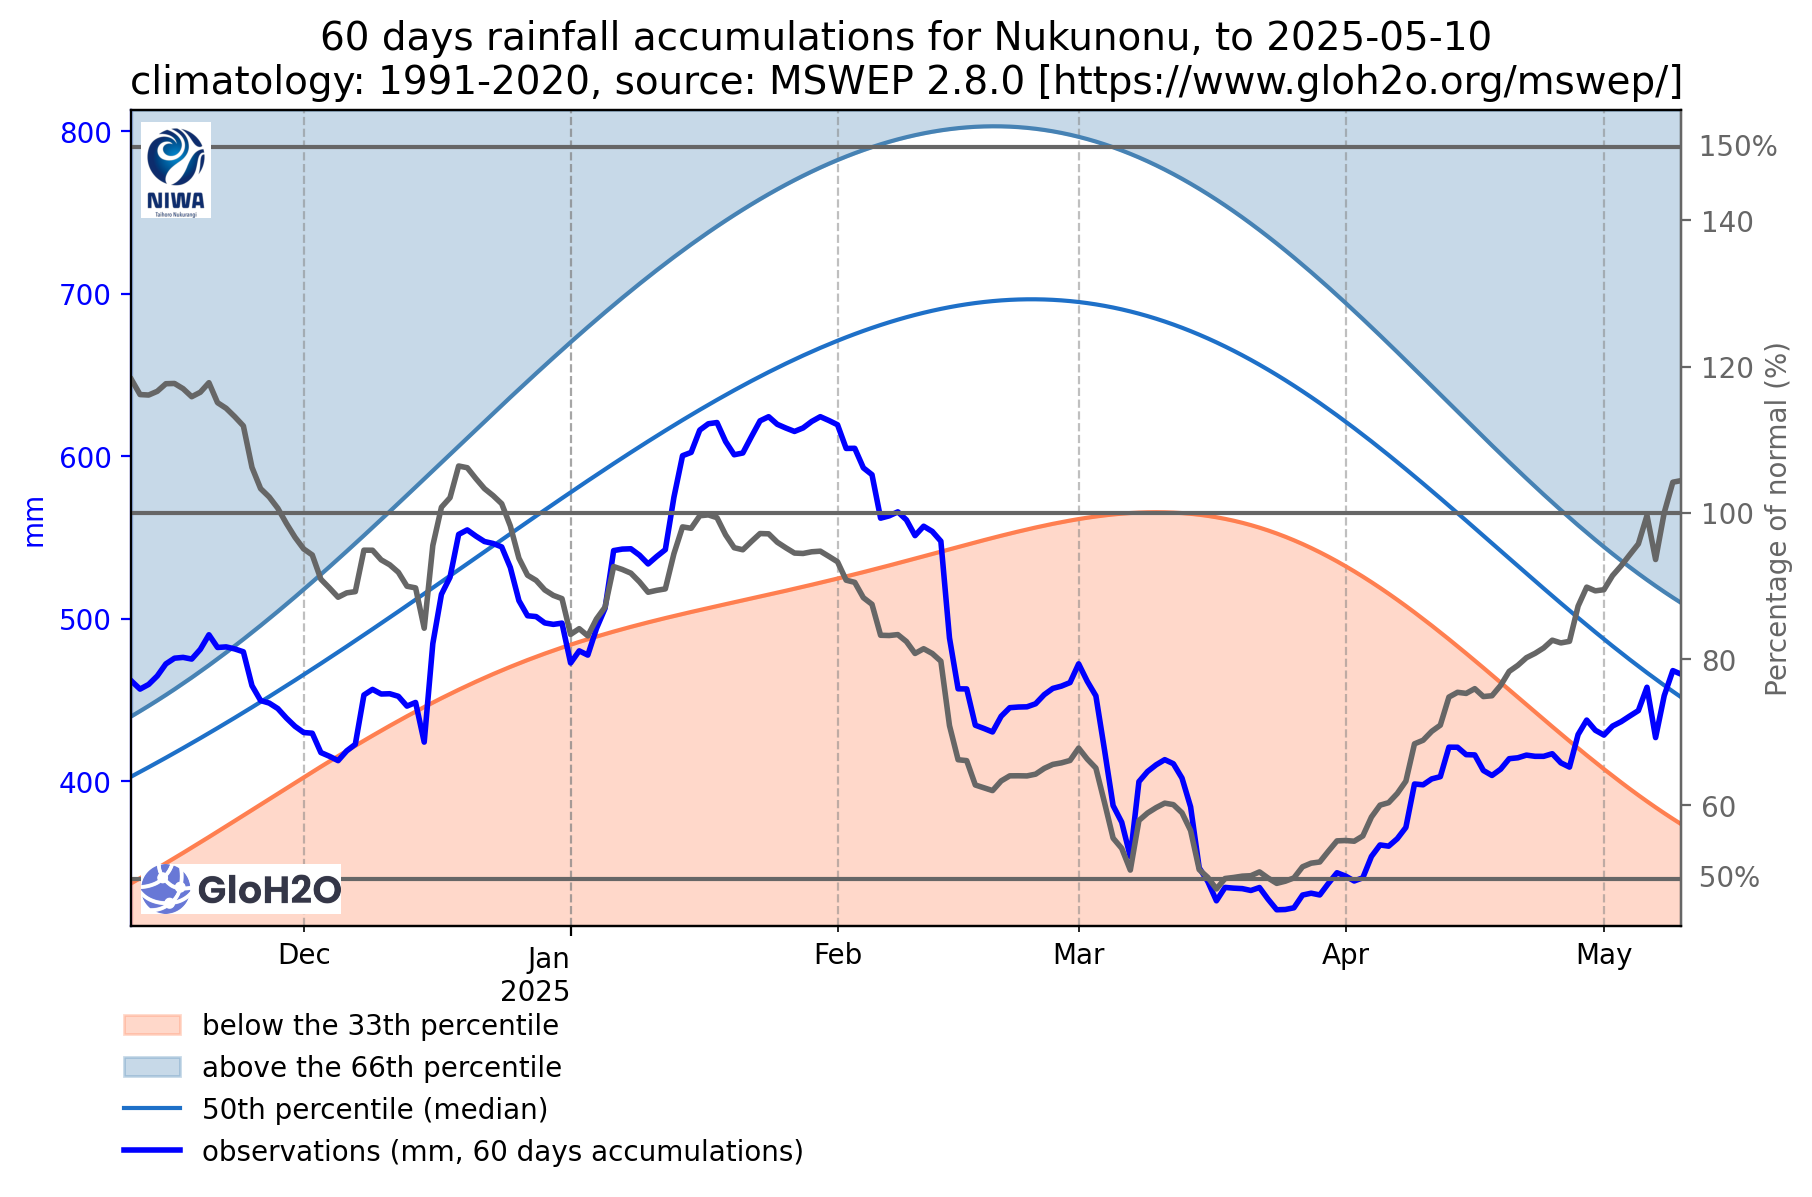 60 days rainfall accumulations for Nukunonu, to 2025-05-10
climatology: 1991-2020, source: MSWEP 2.8.0 [https://www.gloh2o.org/mswep/]
800
700
600
500
400
mm
150%
140
120
100
80
60
50%
Percentage of normal (%)
NIWA
Taihoro Nukurangi
GloH2O
Dec
Jan
2025
Feb
Mar
Apr
May
below the 33th percentile
above the 66th percentile
50th percentile (median)
observations (mm, 60 days accumulations)